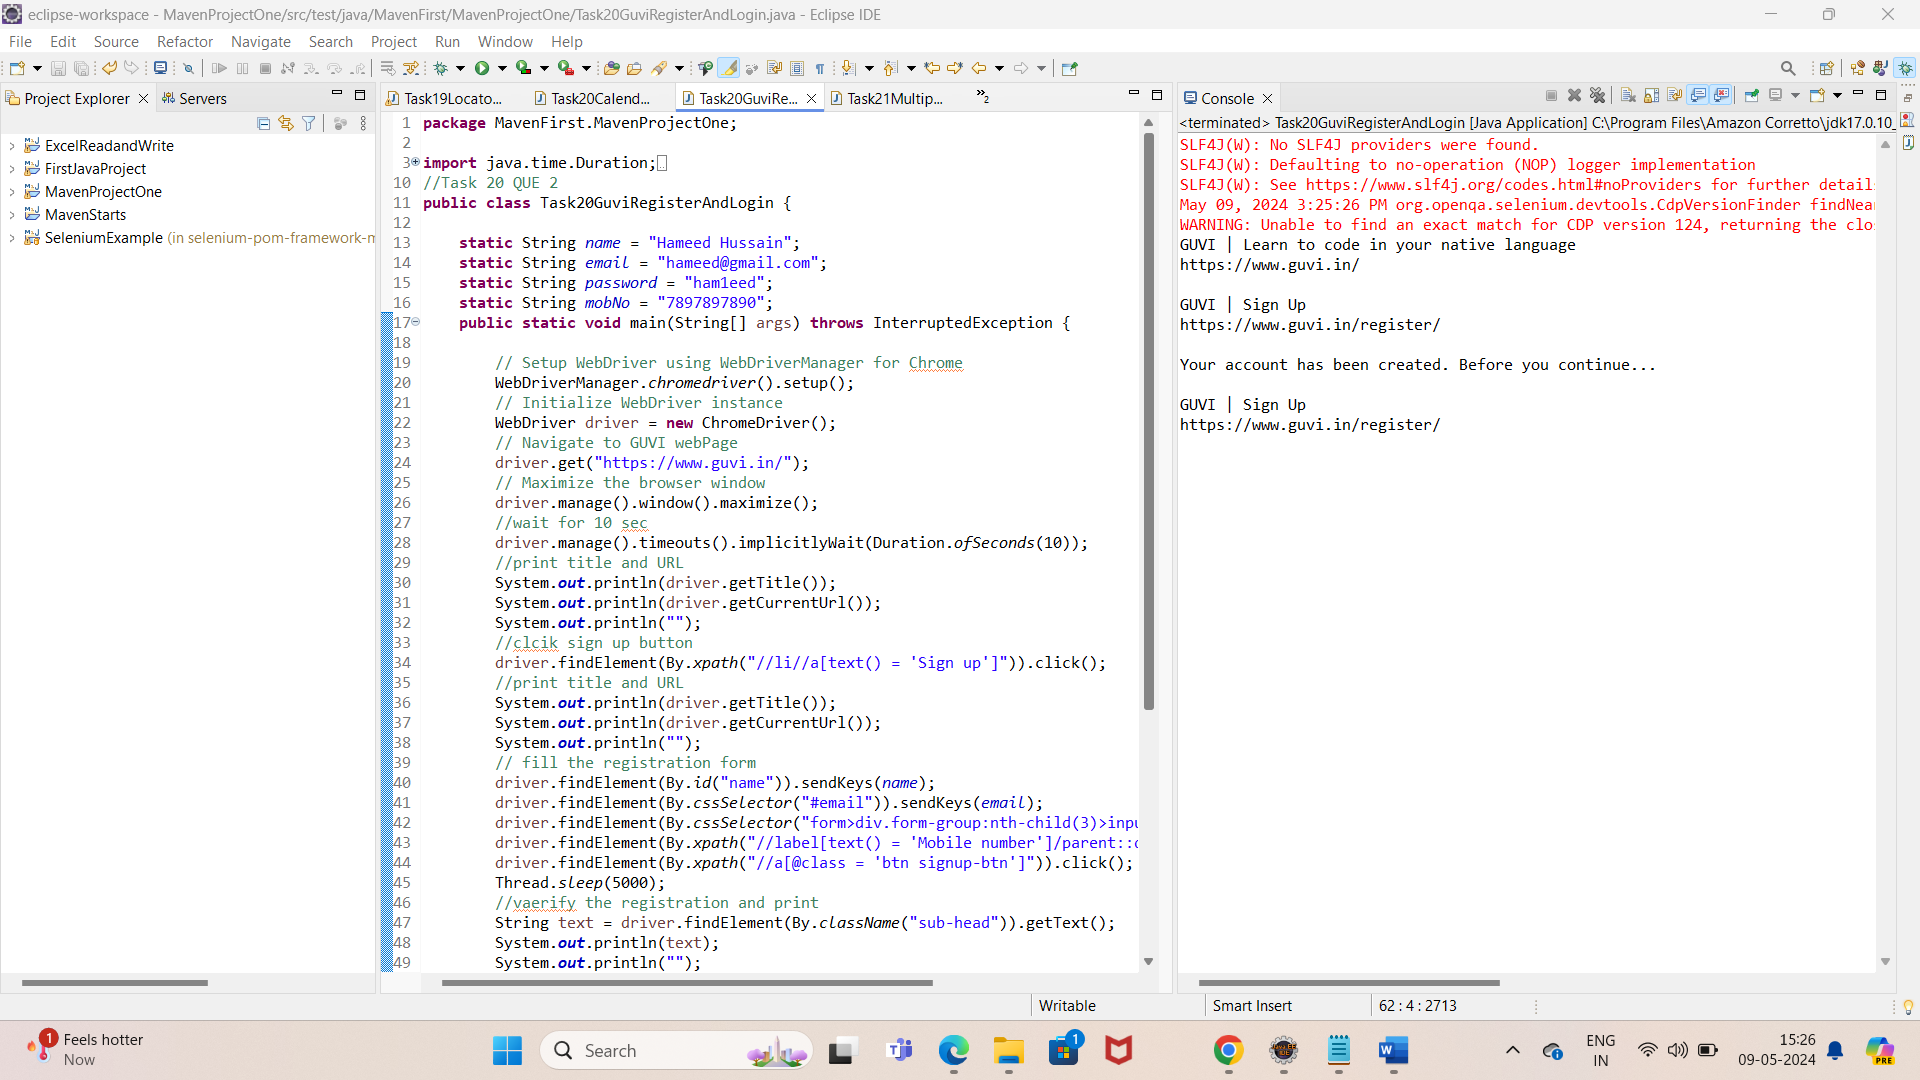 eclipse-workspace - MavenProjectOne/src/test/java/MavenFirst/MavenProjectOne/Task20GuviRegisterAndLogin.java - Eclipse IDE
File Edit Source Refactor Navigate Search Project Run Window Help
Project Explorer Servers
ExcelReadandWrite
FirstJavaProject
MavenProjectOne
MavenStarts
SeleniumExample (in selenium-pom-framework-m
Task19Locato... Task20Calend... Task20GuviRe... Task21Multip... 2
1 package MavenFirst.MavenProjectOne;
2
3 import java.time.Duration;
10 //Task 20 QUE 2
11 public class Task20GuviRegisterAndLogin {
12
13 static String name = "Hameed Hussain";
14 static String email = "hameed@gmail.com";
15 static String password = "ham1eed";
16 static String mobNo = "7897897890";
17 public static void main(String[] args) throws InterruptedException {
18
19 // Setup WebDriver using WebDriverManager for Chrome
20 WebDriverManager.chromedriver().setup();
21 // Initialize WebDriver instance
22 WebDriver driver = new ChromeDriver();
23 // Navigate to GUVI webPage
24 driver.get("https://www.guvi.in/");
25 // Maximize the browser window
26 driver.manage().window().maximize();
27 //wait for 10 sec
28 driver.manage().timeouts().implicitlyWait(Duration.ofSeconds(10));
29 //print title and URL
30 System.out.println(driver.getTitle());
31 System.out.println(driver.getCurrentUrl());
32 System.out.println("");
33 //clcik sign up button
34 driver.findElement(By.xpath("//li//a[text() = 'Sign up']")).click();
35 //print title and URL
36 System.out.println(driver.getTitle());
37 System.out.println(driver.getCurrentUrl());
38 System.out.println("");
39 // fill the registration form
40 driver.findElement(By.id("name")).sendKeys(name);
41 driver.findElement(By.cssSelector("#email")).sendKeys(email);
42 driver.findElement(By.cssSelector("form>div.form-group:nth-child(3)>inpu
43 driver.findElement(By.xpath("//label[text() = 'Mobile number']/parent::d
44 driver.findElement(By.xpath("//a[@class = 'btn signup-btn']")).click();
45 Thread.sleep(5000);
46 //vaerify the registration and print
47 String text = driver.findElement(By.className("sub-head")).getText();
48 System.out.println(text);
49 System.out.println("");
Console
<terminated> Task20GuviRegisterAndLogin [Java Application] C:\Program Files\Amazon Corretto\jdk17.0.10_
SLF4J(W): No SLF4J providers were found.
SLF4J(W): Defaulting to no-operation (NOP) logger implementation
SLF4J(W): See https://www.slf4j.org/codes.html#noProviders for further detail
May 09, 2024 3:25:26 PM org.openqa.selenium.devtools.CdpVersionFinder findNea
WARNING: Unable to find an exact match for CDP version 124, returning the clo
GUVI | Learn to code in your native language
https://www.guvi.in/
GUVI | Sign Up
https://www.guvi.in/register/
Your account has been created. Before you continue...
GUVI | Sign Up
https://www.guvi.in/register/
Writable Smart Insert 62 : 4 : 2713
1 Feels hotter
Now
Search
1
ENG
IN
15:26
09-05-2024
PRE